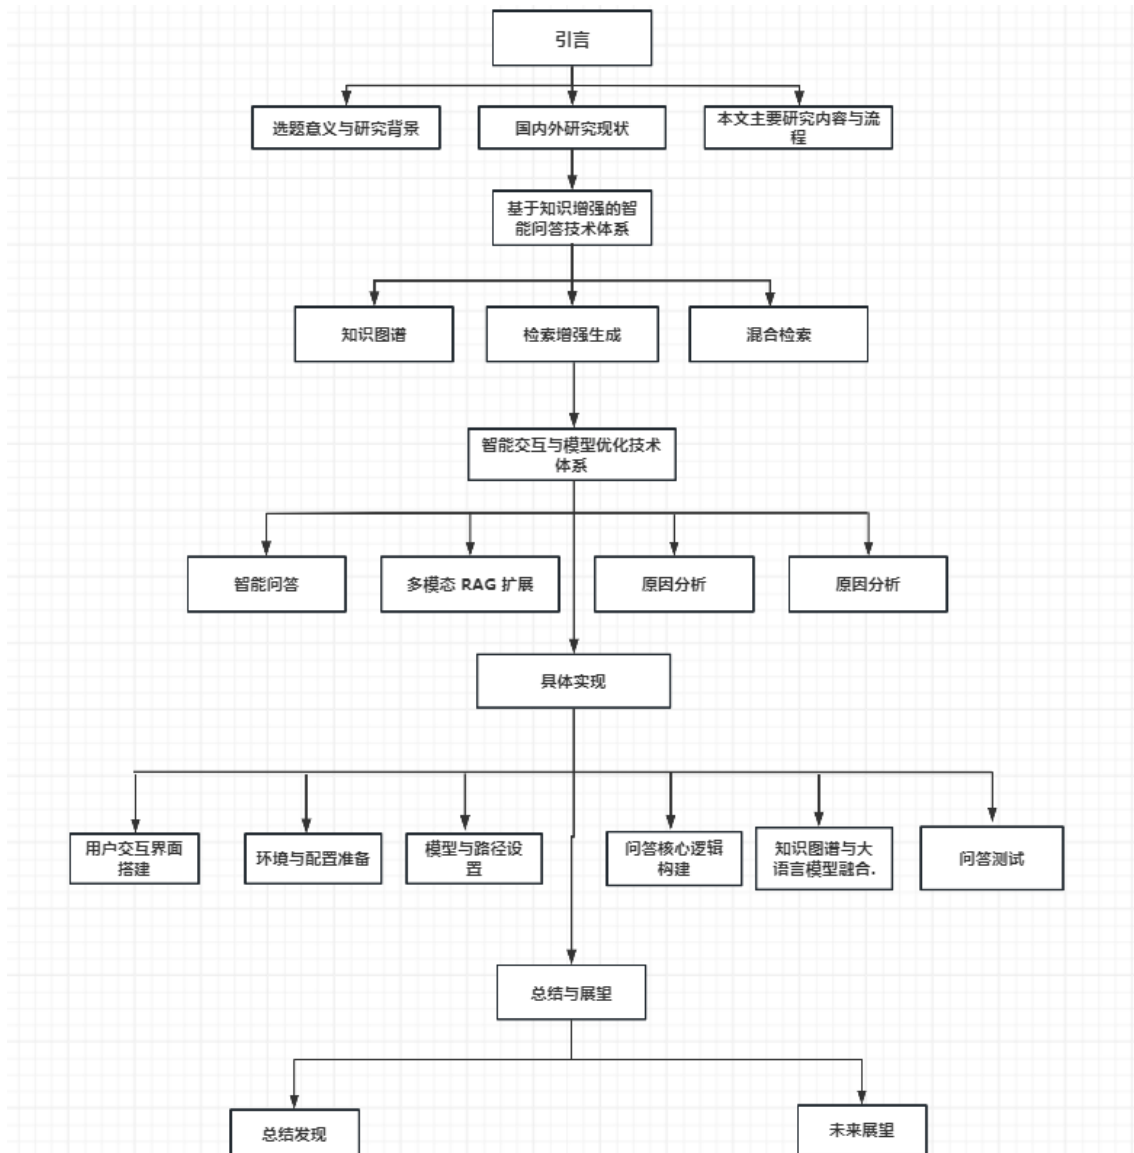 引言
选题意义与研究背景
国内外研究现状
本文主要研究内容与流
程
基于知识增强的智
能问答技术体系
知识图谱
检索增强生成
混合检索
智能交互与模型优化技术
体系
智能问答
多模态 RAG 扩展
原因分析
原因分析
具体实现
用户交互界面
搭建
环境与配置准备
模型与路径设
置
问答核心逻辑
构建
知识图谱与大
语言模型融合.
问答测试
总结与展望
总结发现
未来展望